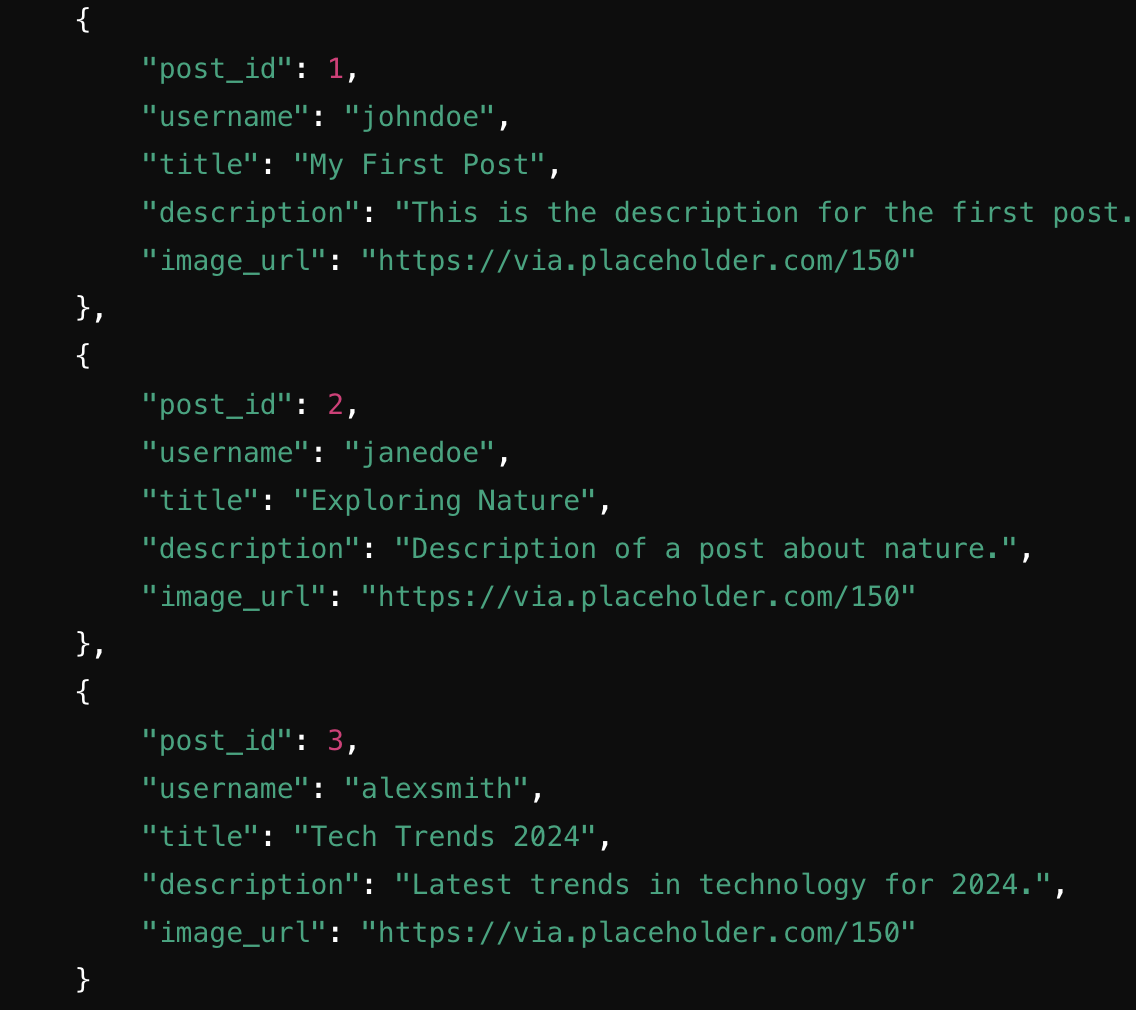 {
"post_id": 1,
"username": "johndoe",
"title": "My First Post",
"description": "This is the description for the first post.
"image_url": "https://via.placeholder.com/150"
},
{
"post_id": 2,
"username": "janedoe",
"title": "Exploring Nature",
"description": "Description of a post about nature.",
"image_url": "https://via.placeholder.com/150"
},
{
"post_id": 3,
"username": "alexsmith",
"title": "Tech Trends 2024",
"description": "Latest trends in technology for 2024.",
"image_url": "https://via.placeholder.com/150"
}